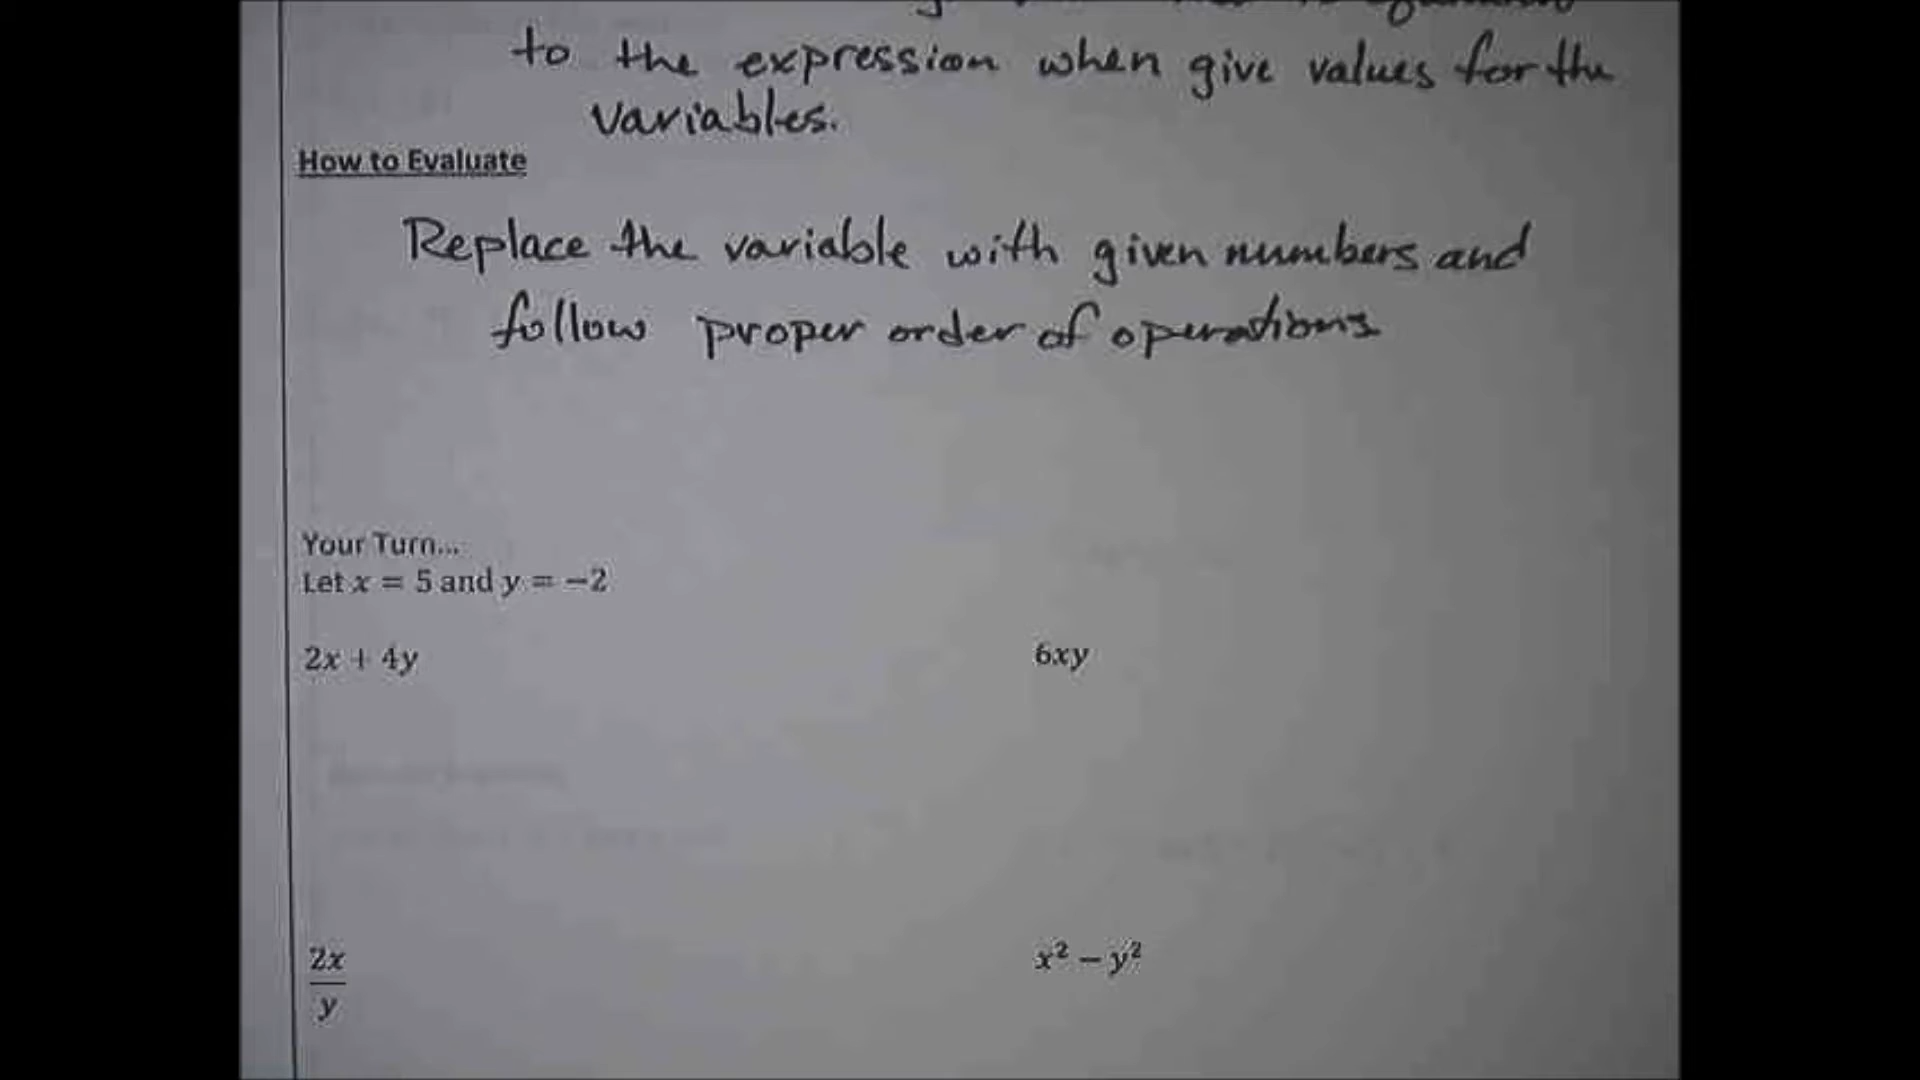 to the expression when give values for the
variables.
How to Evaluate
Replace the variable with given numbers and
follow proper order of operations
Your Turn...
Let x = 5 and y = −2
2x + 4y
6xy
2x
y
x² − y²